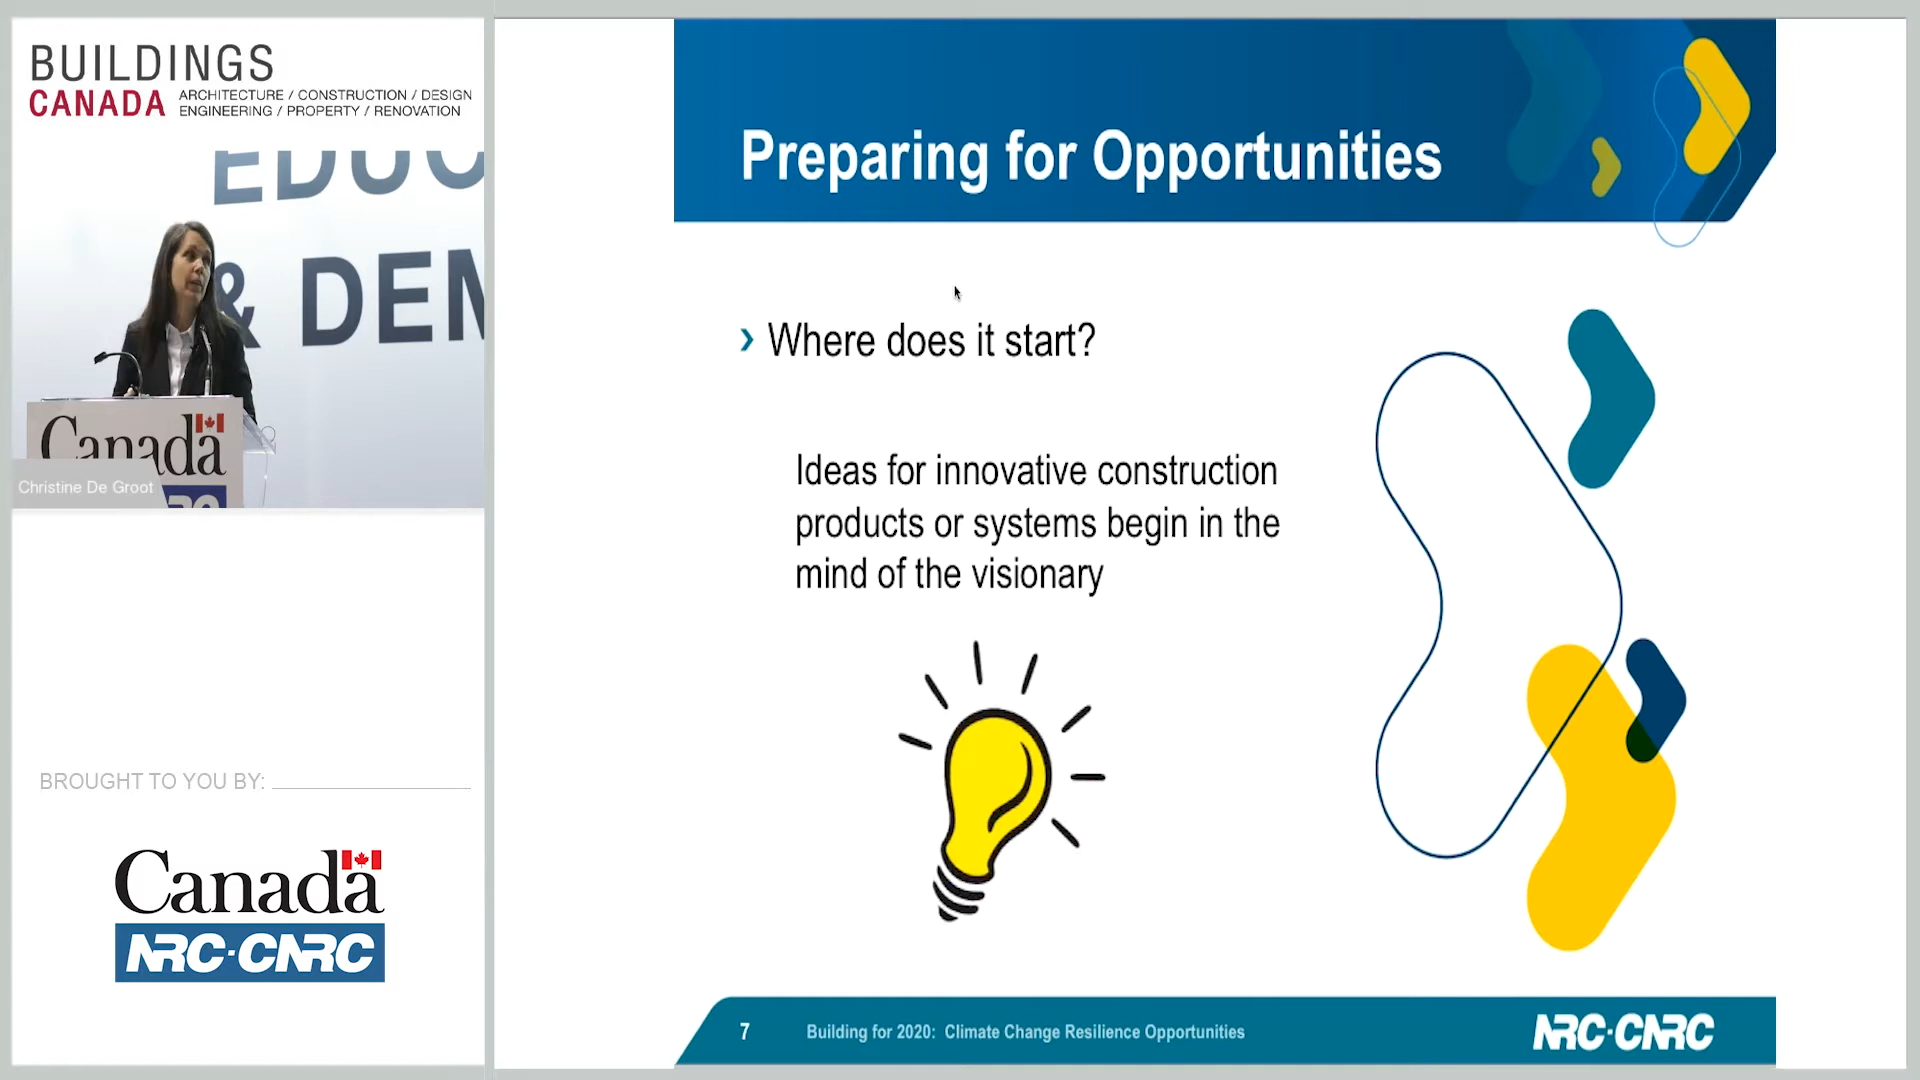 BUILDINGS
CANADA
ARCHITECTURE / CONSTRUCTION / DESIGN
ENGINEERING / PROPERTY / RENOVATION
& DEM
Canada
Christine De Groot
BROUGHT TO YOU BY:
Canada
NRC·CNRC
Preparing for Opportunities
Where does it start?
Ideas for innovative construction
products or systems begin in the
mind of the visionary
7
Building for 2020: Climate Change Resilience Opportunities
NRC·CNRC